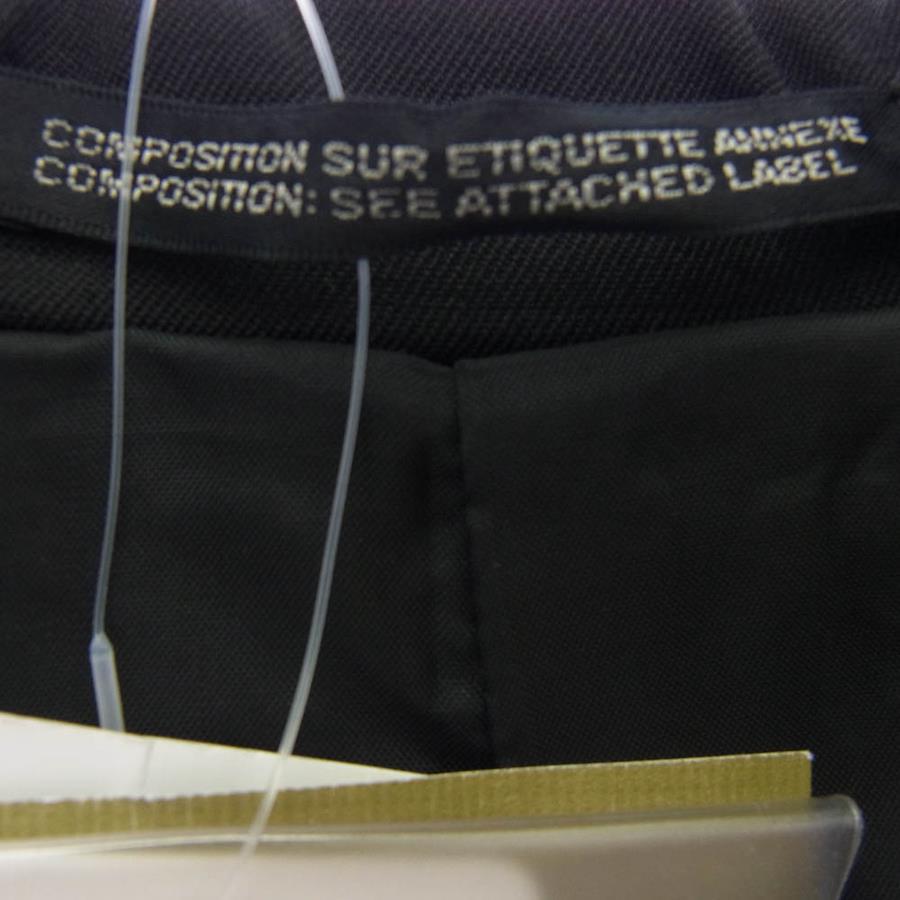 COMPOSITION SUR ETIQUETTE ANNEXE
COMPOSITION: SEE ATTACHED LABEL